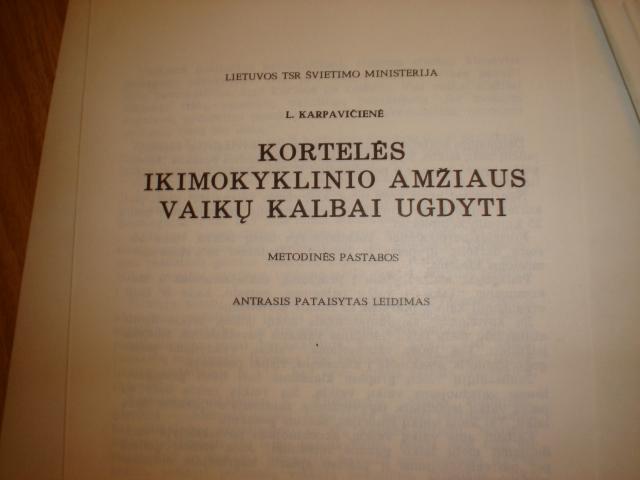 LIETUVOS TSR ŠVIETIMO MINISTERIJA
L. KARPAVIČIENĖ
KORTELĖS
IKIMOKYKLINIO AMŽIAUS
VAIKŲ KALBAI UGDYTI
METODINĖS PASTABOS
ANTRASIS PATAISYTAS LEIDIMAS